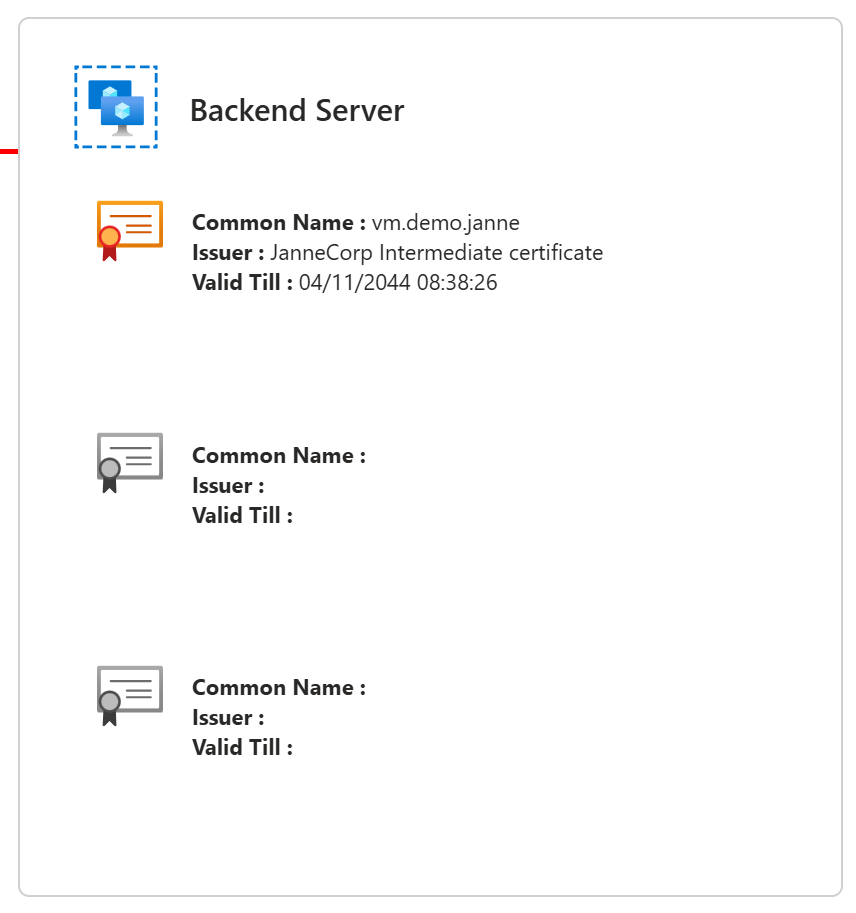 Backend Server
Common Name : vm.demo.janne
Issuer : JanneCorp Intermediate certificate
Valid Till : 04/11/2044 08:38:26
Common Name :
Issuer :
Valid Till :
Common Name :
Issuer :
Valid Till :